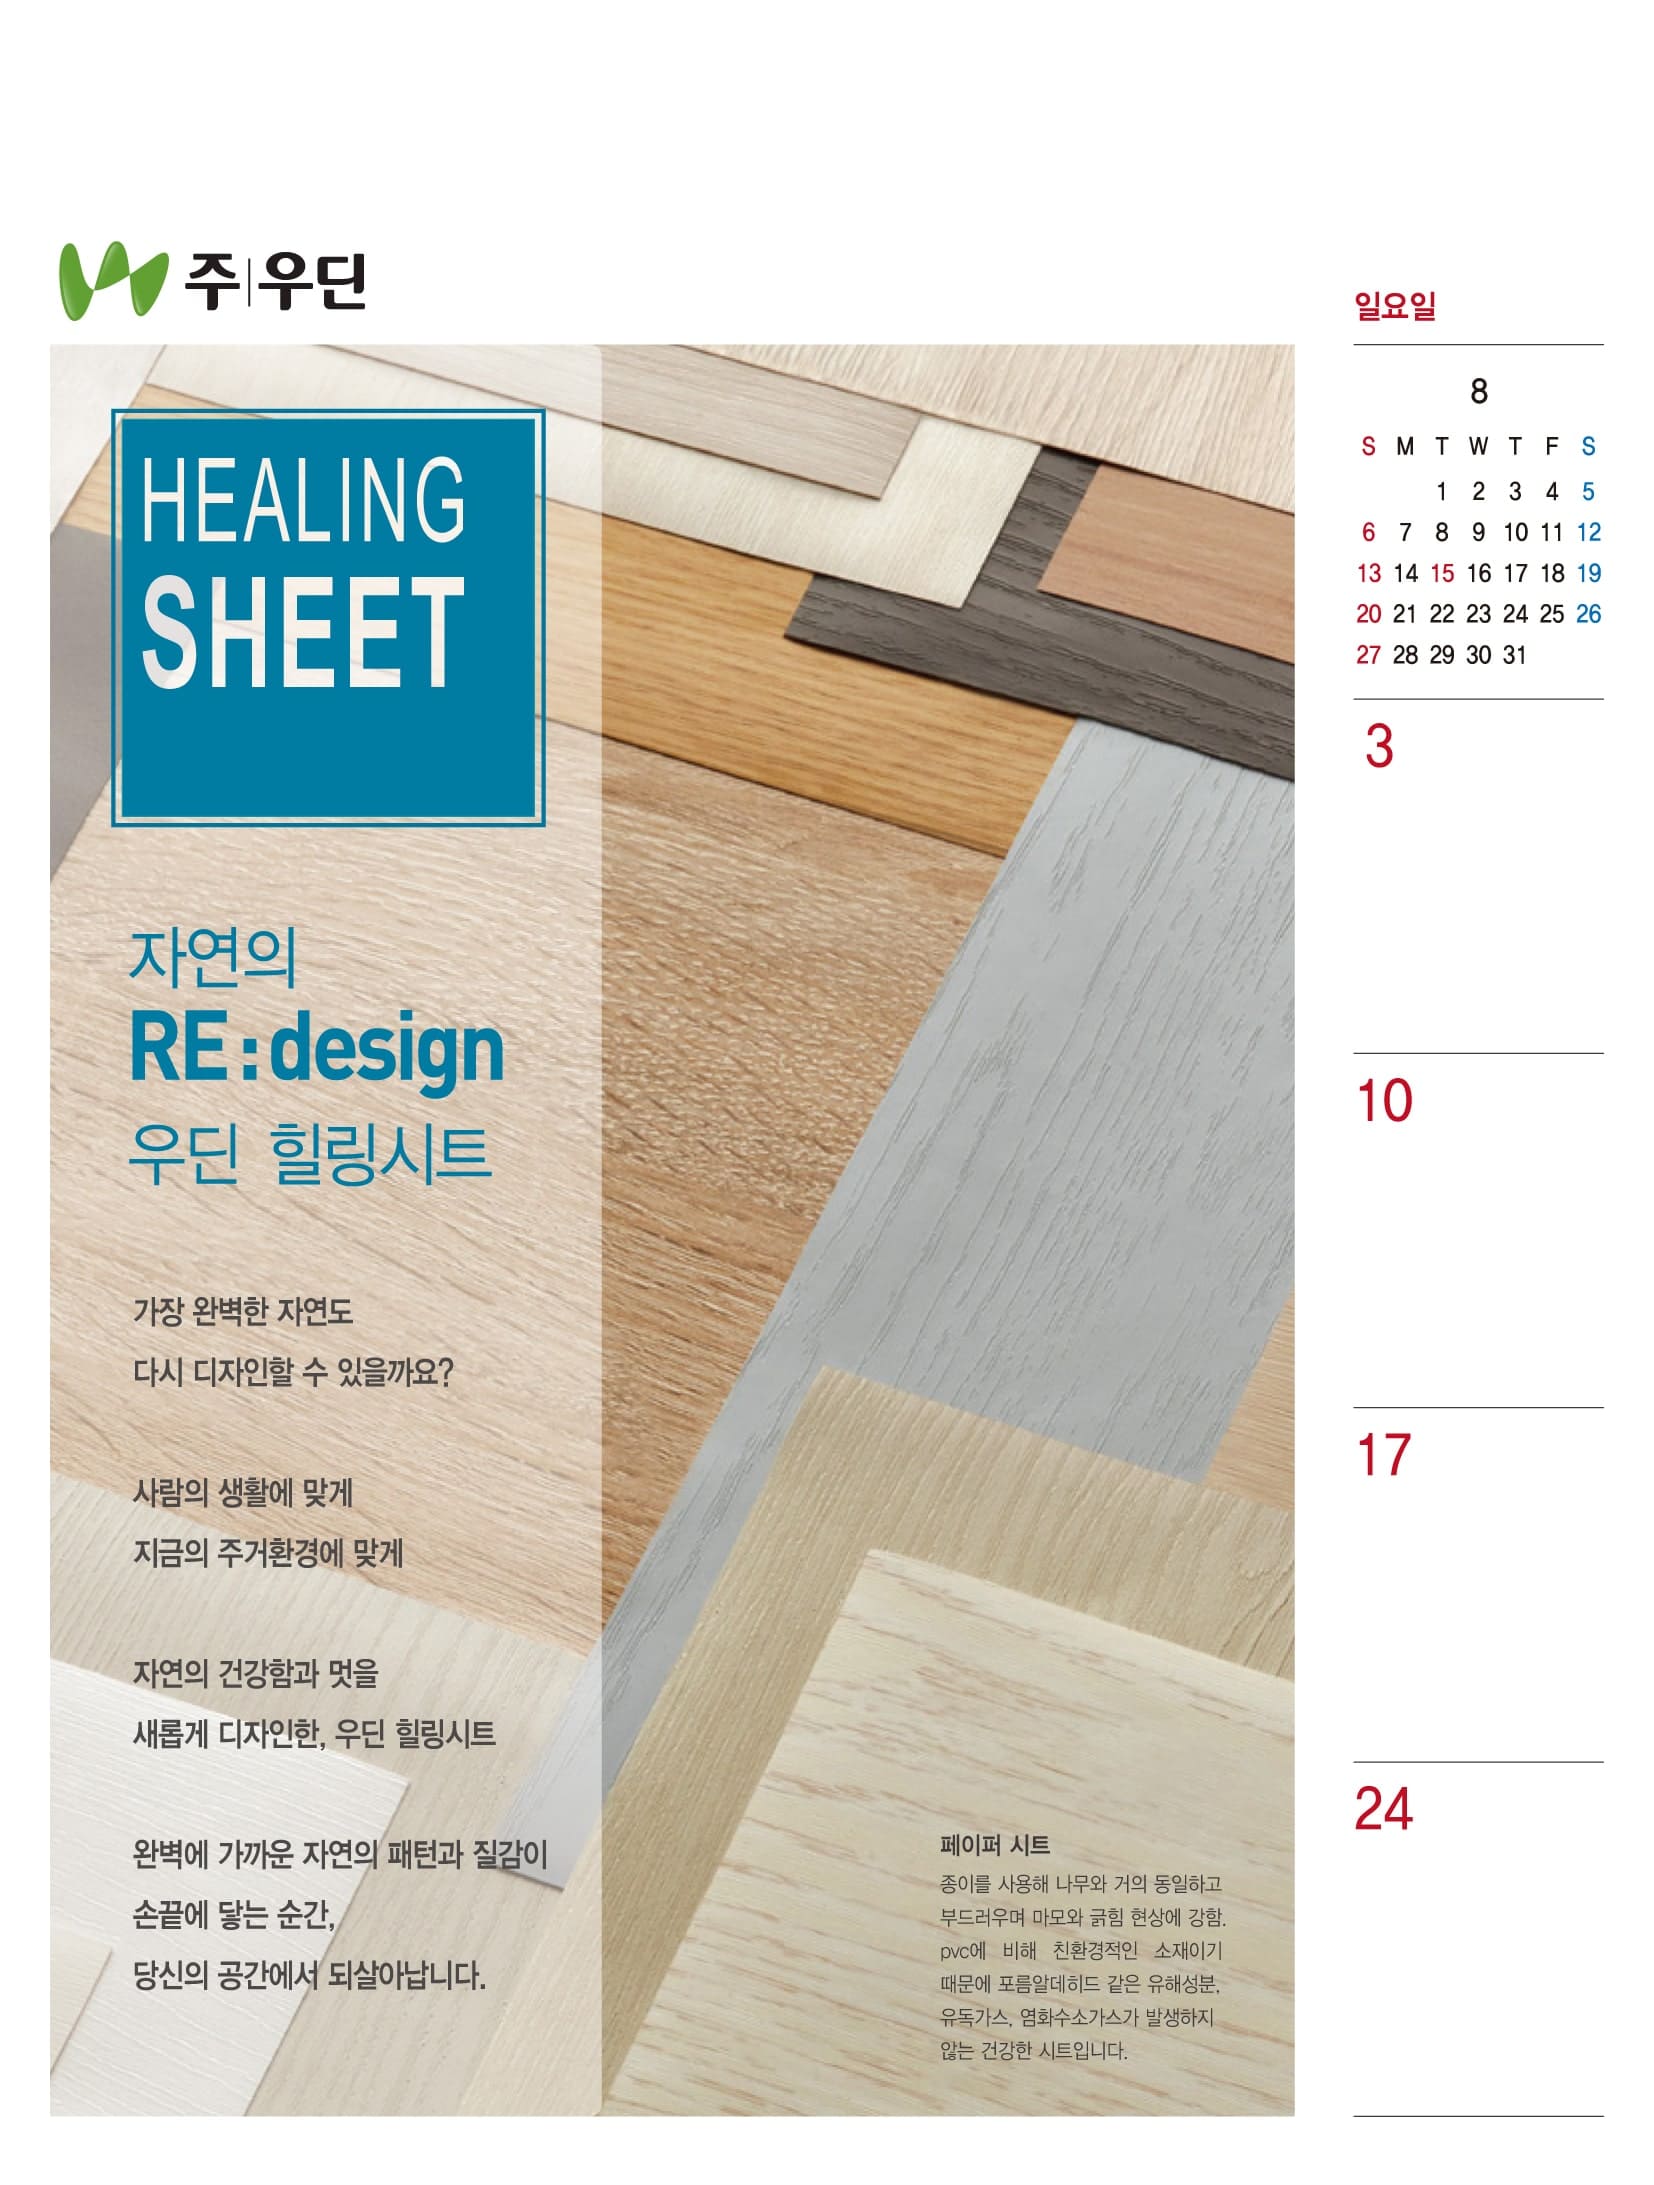 주|우딘
HEALING
SHEET
자연의
RE:design
우딘 힐링시트
가장 완벽한 자연도
다시 디자인할 수 있을까요?
사람의 생활에 맞게
지금의 주거환경에 맞게
자연의 건강함과 멋을
새롭게 디자인한, 우딘 힐링시트
완벽에 가까운 자연의 패턴과 질감이
손끝에 닿는 순간,
당신의 공간에서 되살아납니다.
페이퍼 시트
종이를 사용해 나무와 거의 동일하고
부드러우며 마모와 긁힘 현상에 강함.
pvc에 비해 친환경적인 소재이기
때문에 포름알데히드 같은 유해성분,
유독가스, 염화수소가스가 발생하지
않는 건강한 시트입니다.
일요일
8
S M T W T F S
1 2 3 4 5
6 7 8 9 10 11 12
13 14 15 16 17 18 19
20 21 22 23 24 25 26
27 28 29 30 31
3
10
17
24